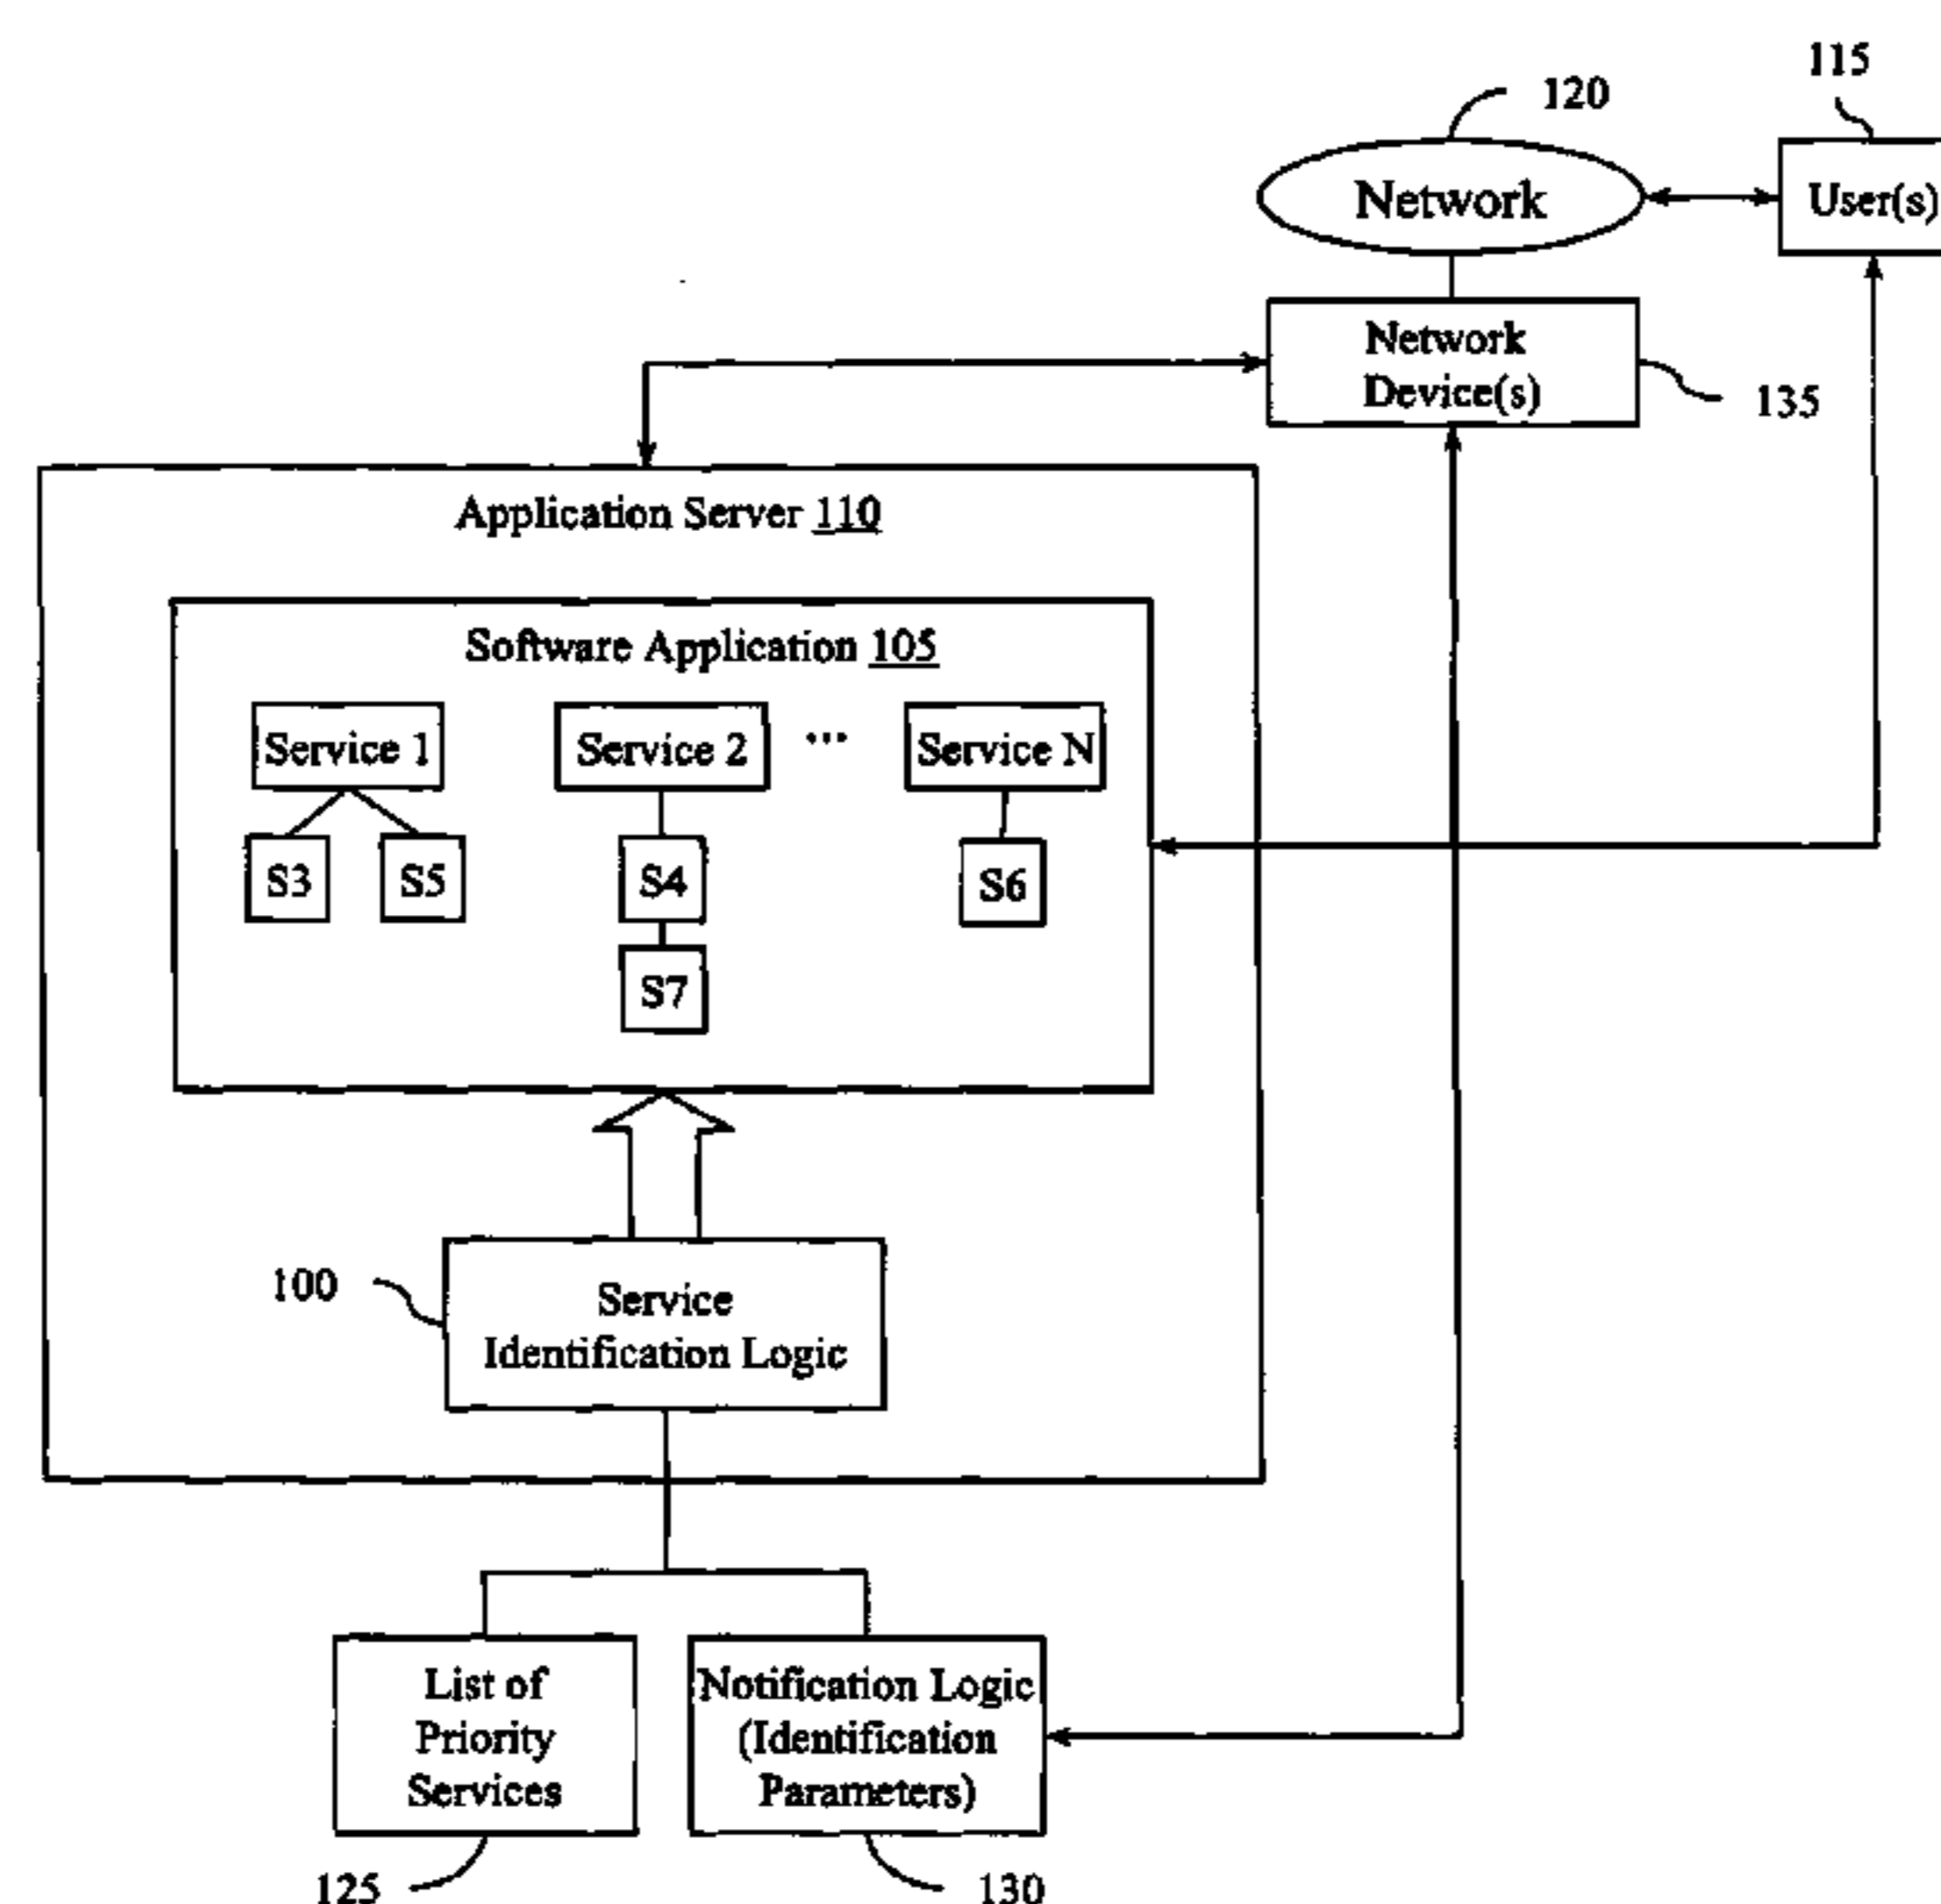 115
120
Network
User(s)
Network
Device(s)
135
Application Server 110
Software Application 105
Service 1
Service 2
...
Service N
S3
S5
S4
S6
S7
100
Service
Identification Logic
List of
Priority
Services
Notification Logic
(Identification
Parameters)
125
130